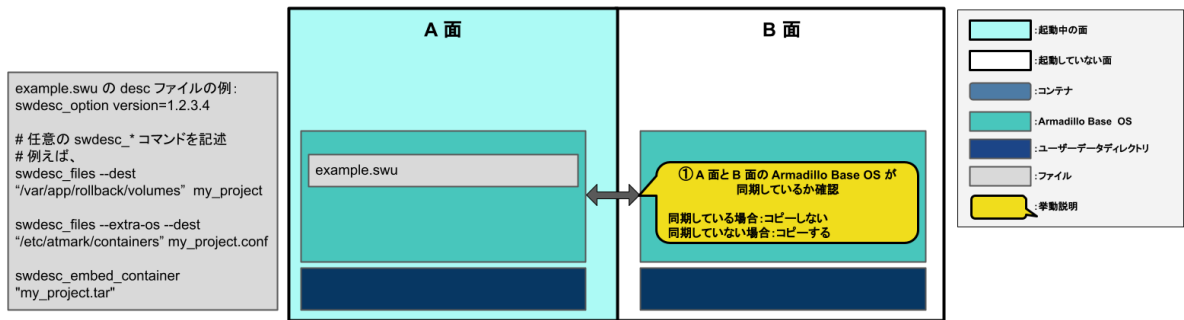 example.swu の desc ファイルの例：
swdesc_option version=1.2.3.4
# 任意の swdesc_* コマンドを記述
# 例えば、
swdesc_files --dest
“/var/app/rollback/volumes” my_project
swdesc_files --extra-os --dest
“/etc/atmark/containers” my_project.conf
swdesc_embed_container
"my_project.tar"
A 面
example.swu
B 面
① A 面と B 面の Armadillo Base OS が
同期しているか確認
同期している場合：コピーしない
同期していない場合：コピーする
:起動中の面
:起動していない面
:コンテナ
:Armadillo Base OS
:ユーザーデータディレクトリ
:ファイル
:挙動説明